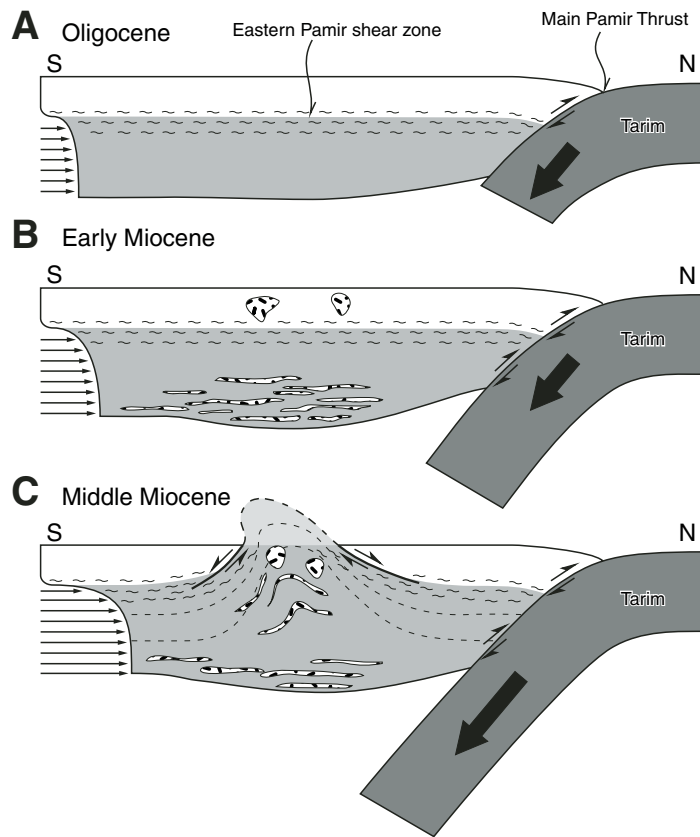 A Oligocene
Eastern Pamir shear zone
Main Pamir Thrust
S
N
Tarim
B Early Miocene
S
N
Tarim
C Middle Miocene
S
N
Tarim